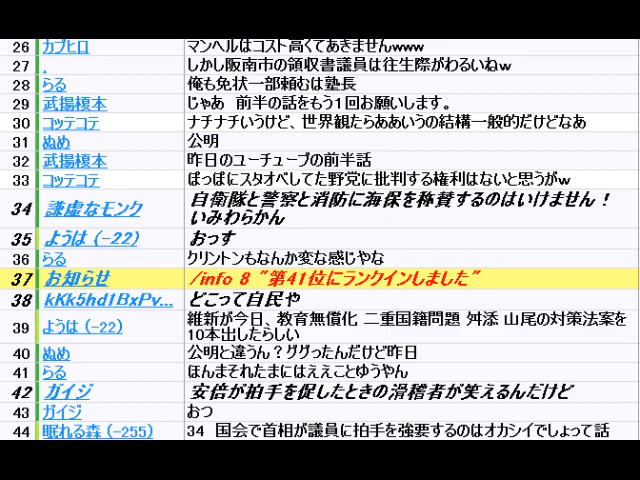 26 カブヒロ マンヘルはコスト高くてあきませんwww
27 . しかし阪南市の領収書議員は往生際がわるいねw
28 らる 俺も免状一部頼むは塾長
29 武揚榎本 じゃあ 前半の話をもう1回お願いします。
30 コッテコテ ナチナチいうけど、世界観たらああいうの結構一般的だけどなあ
31 ぬめ 公明
32 武揚榎本 昨日のユーチューブの前半話
33 コッテコテ ぱっぱにスタオベしてた野党に批判する権利はないと思うがw
34 謙虚なモンク 自衛隊と警察と消防に海保を称賛するのはいけません!
いみわからん
35 ようは (-22) おっす
36 らる クリントンもなんか変な感じやな
37 お知らせ /info 8 "第41位にランクインしました"
38 kKk5hd1BxPv... どこって自民や
39 ようは (-22) 維新が今日、教育無償化 二重国籍問題 舛添 山尾の対策法案を
10本出したらしい
40 ぬめ 公明と違うん?ググったんだけど昨日
41 らる ほんまそれたまにはええことゆうやん
42 ガイジ 安倍が拍手を促したときの滑稽者が笑えるんだけど
43 ガイジ おつ
44 眠れる森 (-255) 34 国会で首相が議員に拍手を強要するのはオカシイでしょって話